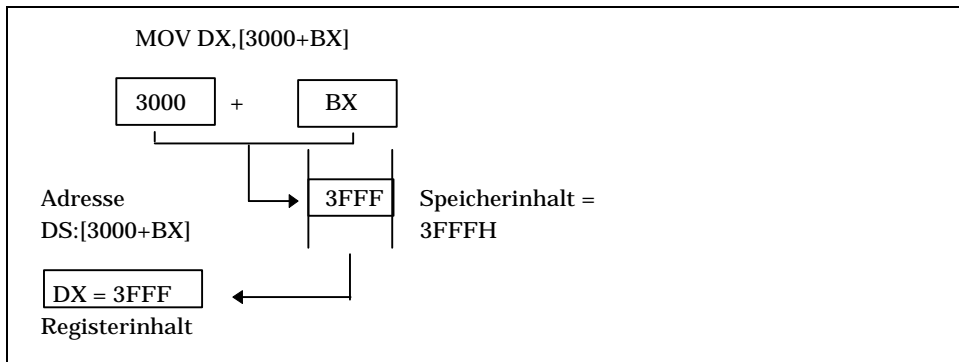 MOV DX,[3000+BX]
3000 + BX
Adresse 3FFF Speicherinhalt =
DS:[3000+BX] 3FFFH
DX = 3FFF
Registerinhalt